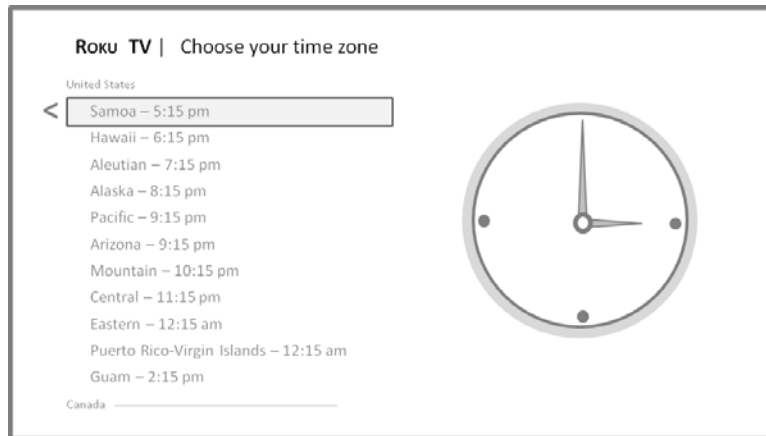 ROKU TV | Choose your time zone
United States
<
Samoa – 5:15 pm
Hawaii – 6:15 pm
Aleutian – 7:15 pm
Alaska – 8:15 pm
Pacific – 9:15 pm
Arizona – 9:15 pm
Mountain – 10:15 pm
Central – 11:15 pm
Eastern – 12:15 am
Puerto Rico-Virgin Islands – 12:15 am
Guam – 2:15 pm
Canada